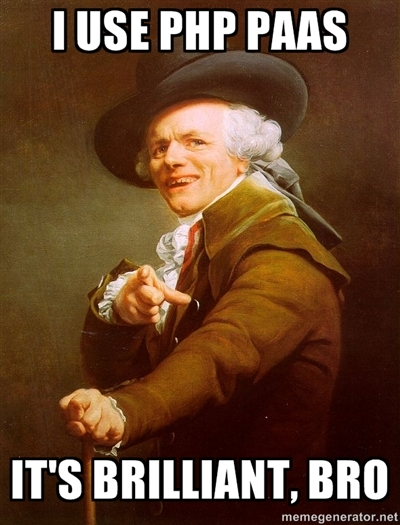 I USE PHP PAAS
IT'S BRILLIANT, BRO
memegenerator.net